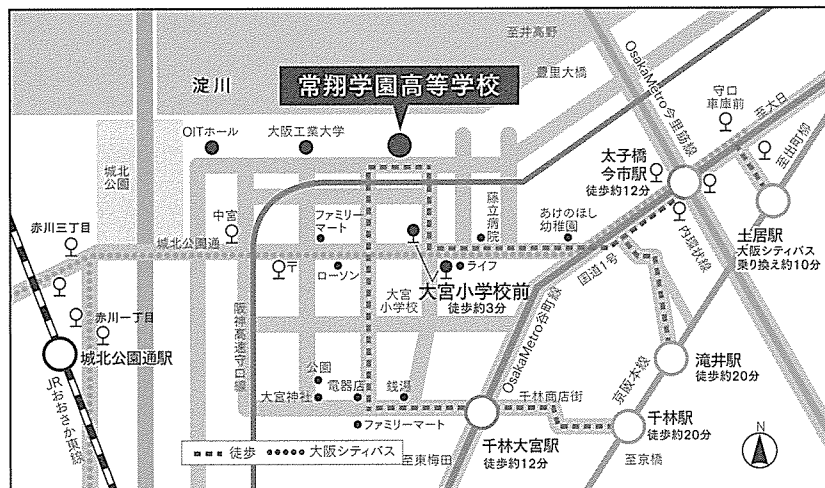 至井高野
淀川
常翔学園高等学校
豊里大橋
OsakaMetro今里筋線
守口
車庫前
至大日
OITホール
大阪工業大学
太子橋
今市駅
徒歩約12分
至出町柳
城北
公園
藤立病院
赤川三丁目
中宮
ファミリー
マート
あけのほし
幼稚園
土居駅
大阪シティバス
乗り換え約10分
城北公園通
内環状線
〒
ローソン
大宮
小学校
ライフ
国道1号
大宮小学校前
徒歩約3分
赤川一丁目
阪神高速守口線
OsakaMetro谷町線
城北公園通駅
滝井駅
徒歩約20分
公園
京阪本線
JRおおさか東線
大宮神社
電器店
銭湯
千林商店街
ファミリーマート
千林駅
徒歩約20分
千林大宮駅
徒歩約12分
N
徒歩
大阪シティバス
至東梅田
至京橋